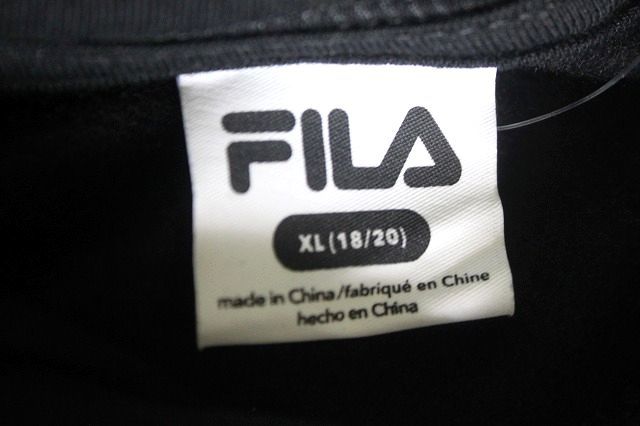 FILA
XL (18/20)
made in China/fabriqué en Chine
hecho en China